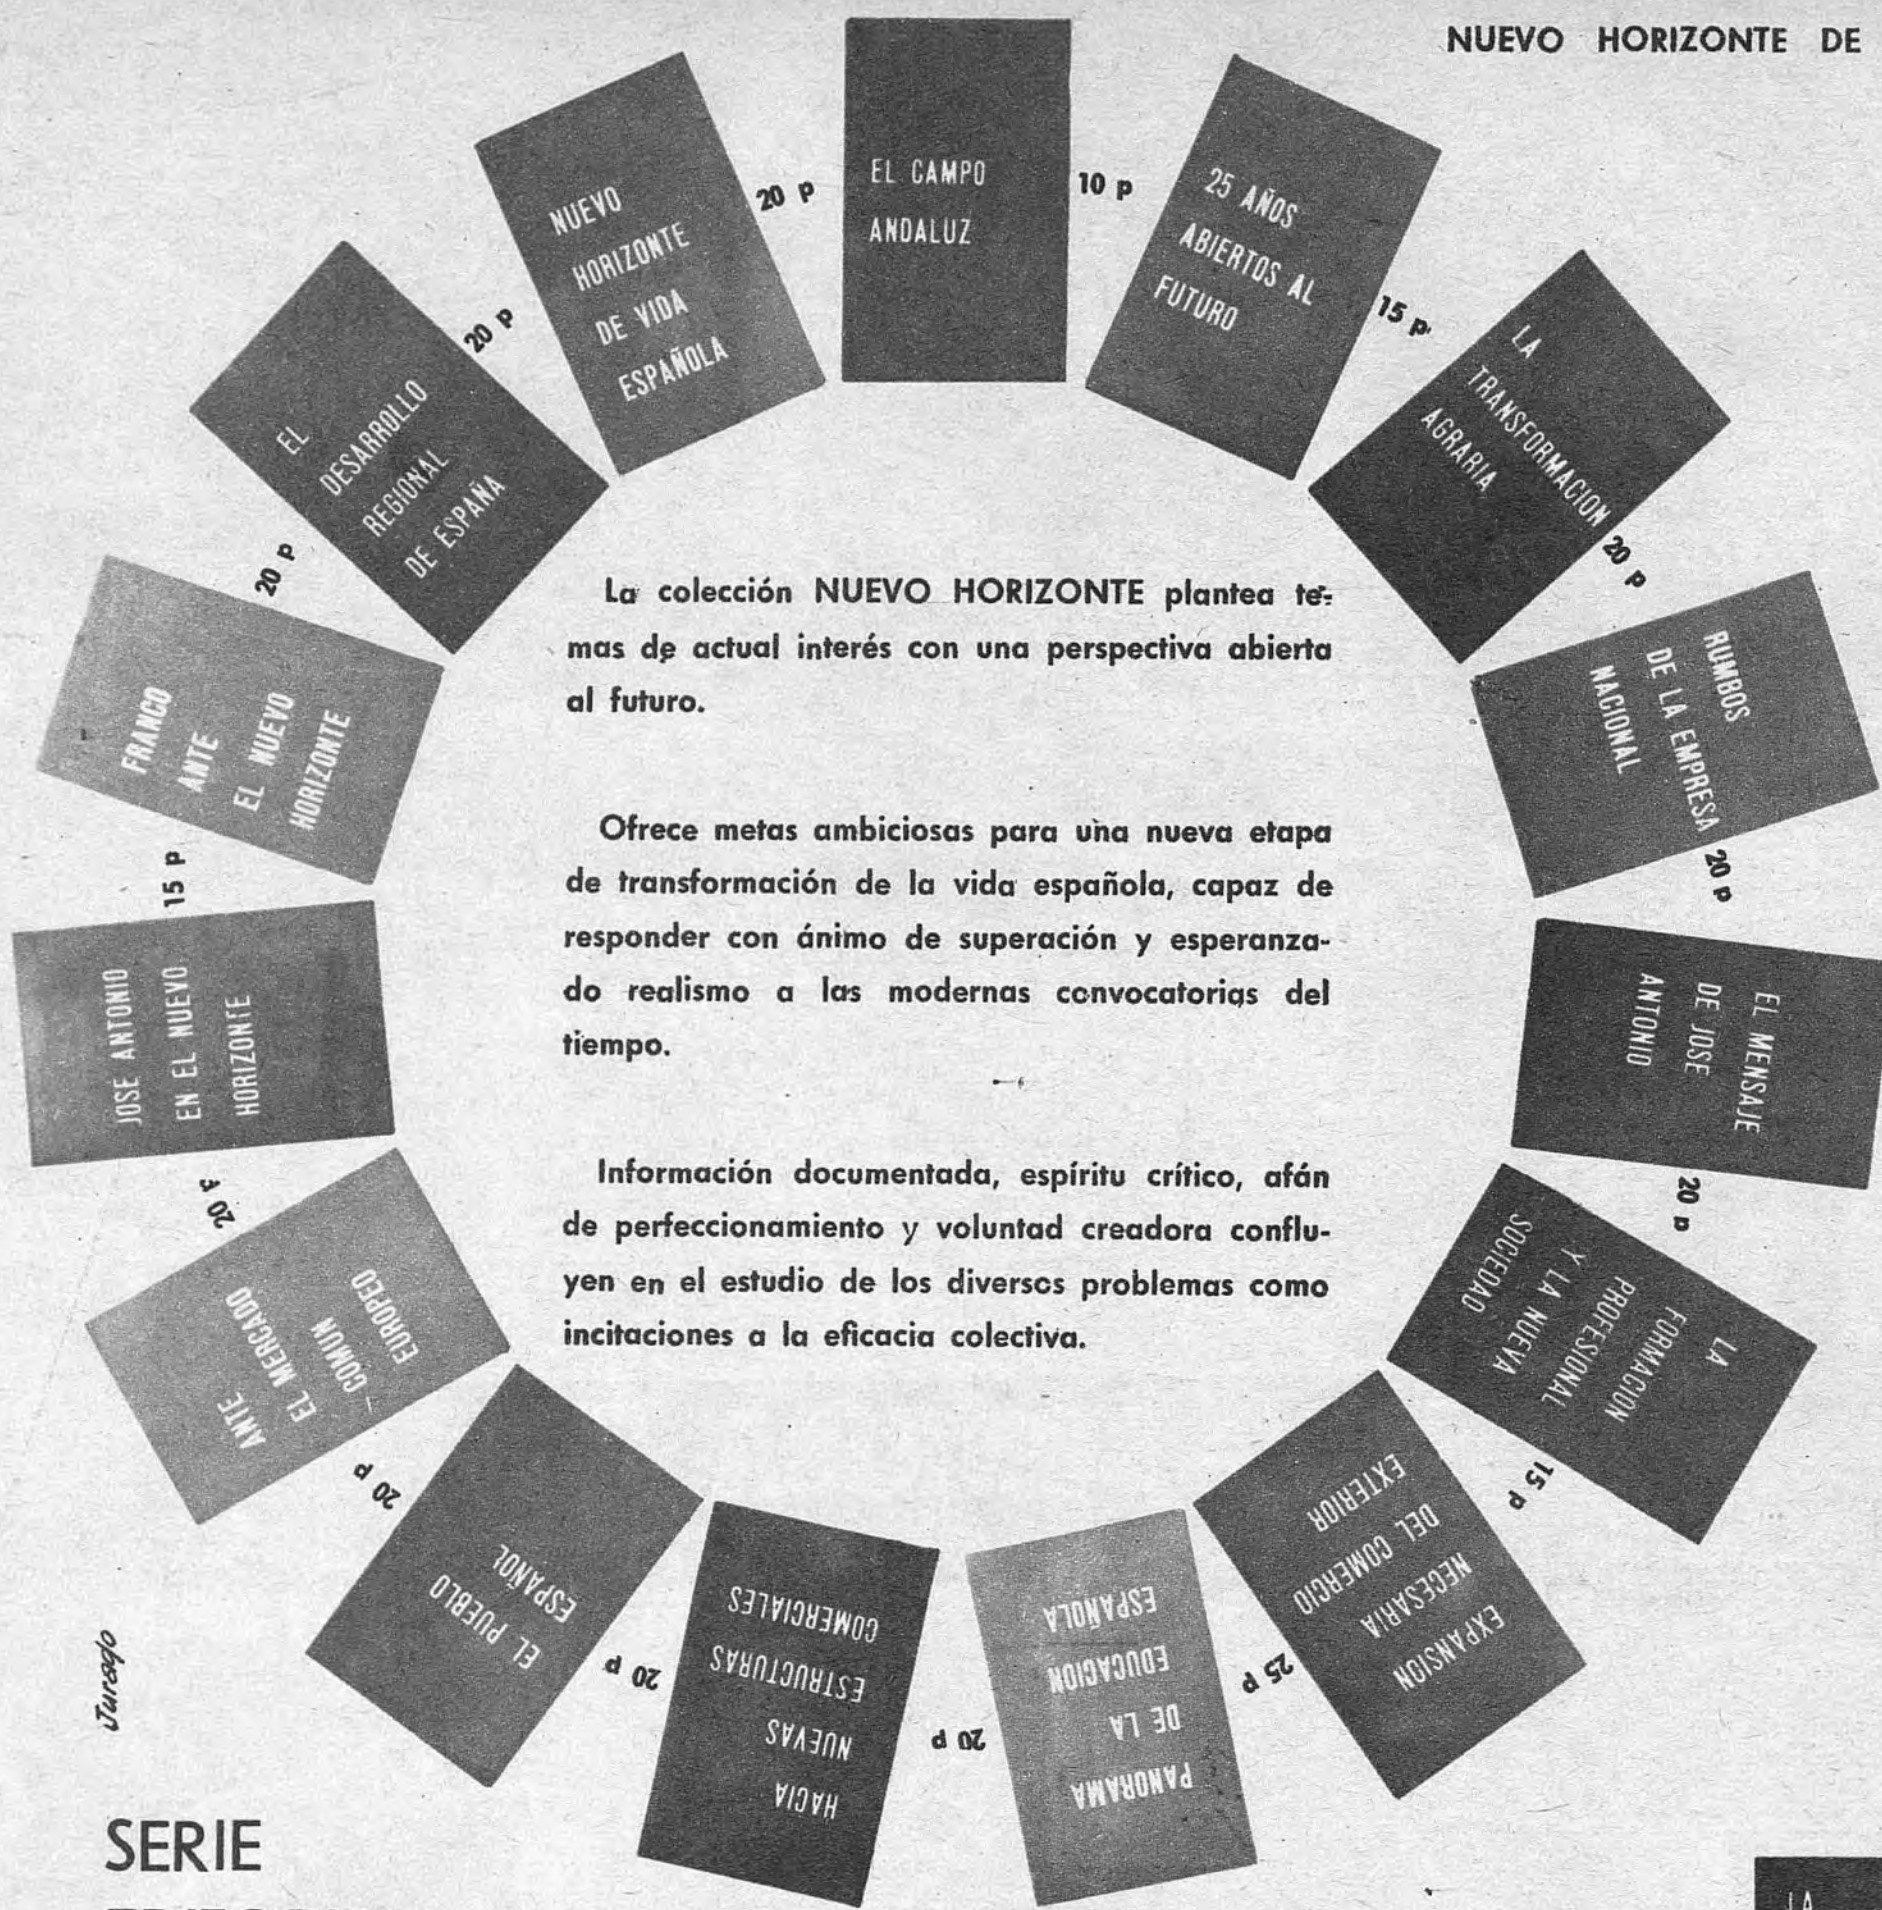 NUEVO HORIZONTE DE
EL CAMPO
ANDALUZ
10 p
25 AÑOS
ABIERTOS AL
FUTURO
15 p
LA
TRANSFORMACION
AGRARIA
20 p
RUMBOS
DE LA EMPRESA
NACIONAL
20 p
EL MENSAJE
DE JOSE
ANTONIO
20 p
LA
FORMACION
PROFESIONAL
Y LA NUEVA
SOCIEDAD
15 p
EXPANSION
NECESARIA
DEL COMERCIO
EXTERIOR
25 p
PANORAMA
DE LA
EDUCACION
ESPAÑOLA
20 p
HACIA
NUEVAS
ESTRUCTURAS
COMERCIALES
20 p
EL PUEBLO
ESPAÑOL
20 p
ANTE
EL MERCADO
COMUN
EUROPEO
20 p
JOSE ANTONIO
EN EL NUEVO
HORIZONTE
15 p
FRANCO
ANTE
EL NUEVO
HORIZONTE
20 p
EL
DESARROLLO
REGIONAL
DE ESPAÑA
20 p
NUEVO
HORIZONTE
DE VIDA
ESPAÑOLA
20 p
La colección NUEVO HORIZONTE plantea te-
mas de actual interés con una perspectiva abierta
al futuro.
Ofrece metas ambiciosas para una nueva etapa
de transformación de la vida española, capaz de
responder con ánimo de superación y esperanza-
do realismo a las modernas convocatorias del
tiempo.
Información documentada, espíritu crítico, afán
de perfeccionamiento y voluntad creadora conflu-
yen en el estudio de los diversos problemas como
incitaciones a la eficacia colectiva.
Jurado
SERIE
LA